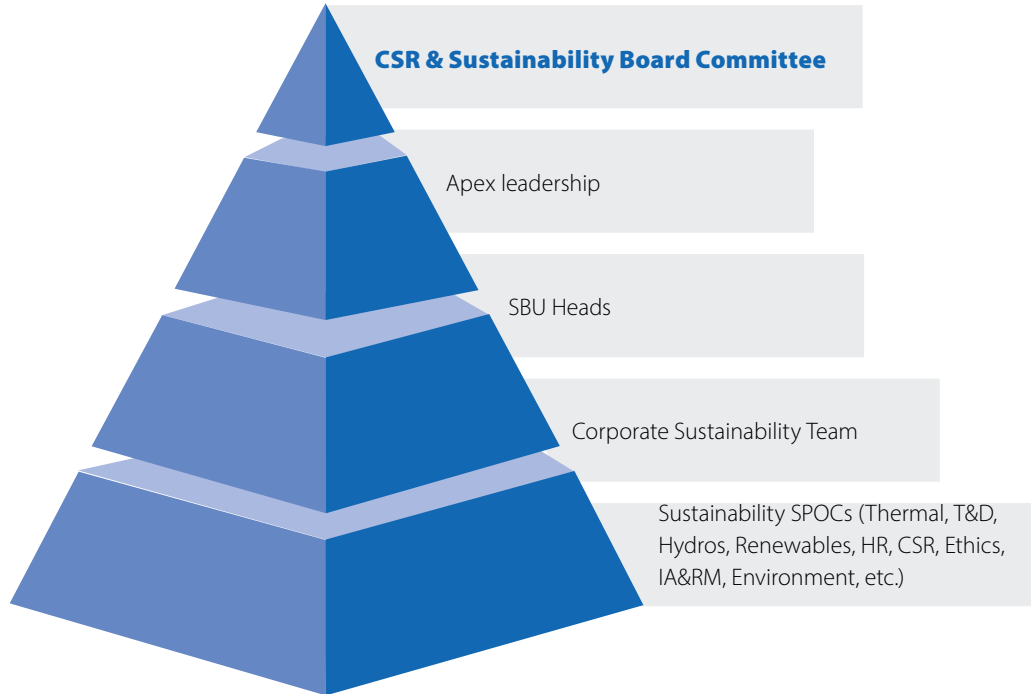 CSR & Sustainability Board Committee
Apex leadership
SBU Heads
Corporate Sustainability Team
Sustainability SPOCs (Thermal, T&D,
Hydros, Renewables, HR, CSR, Ethics,
IA&RM, Environment, etc.)